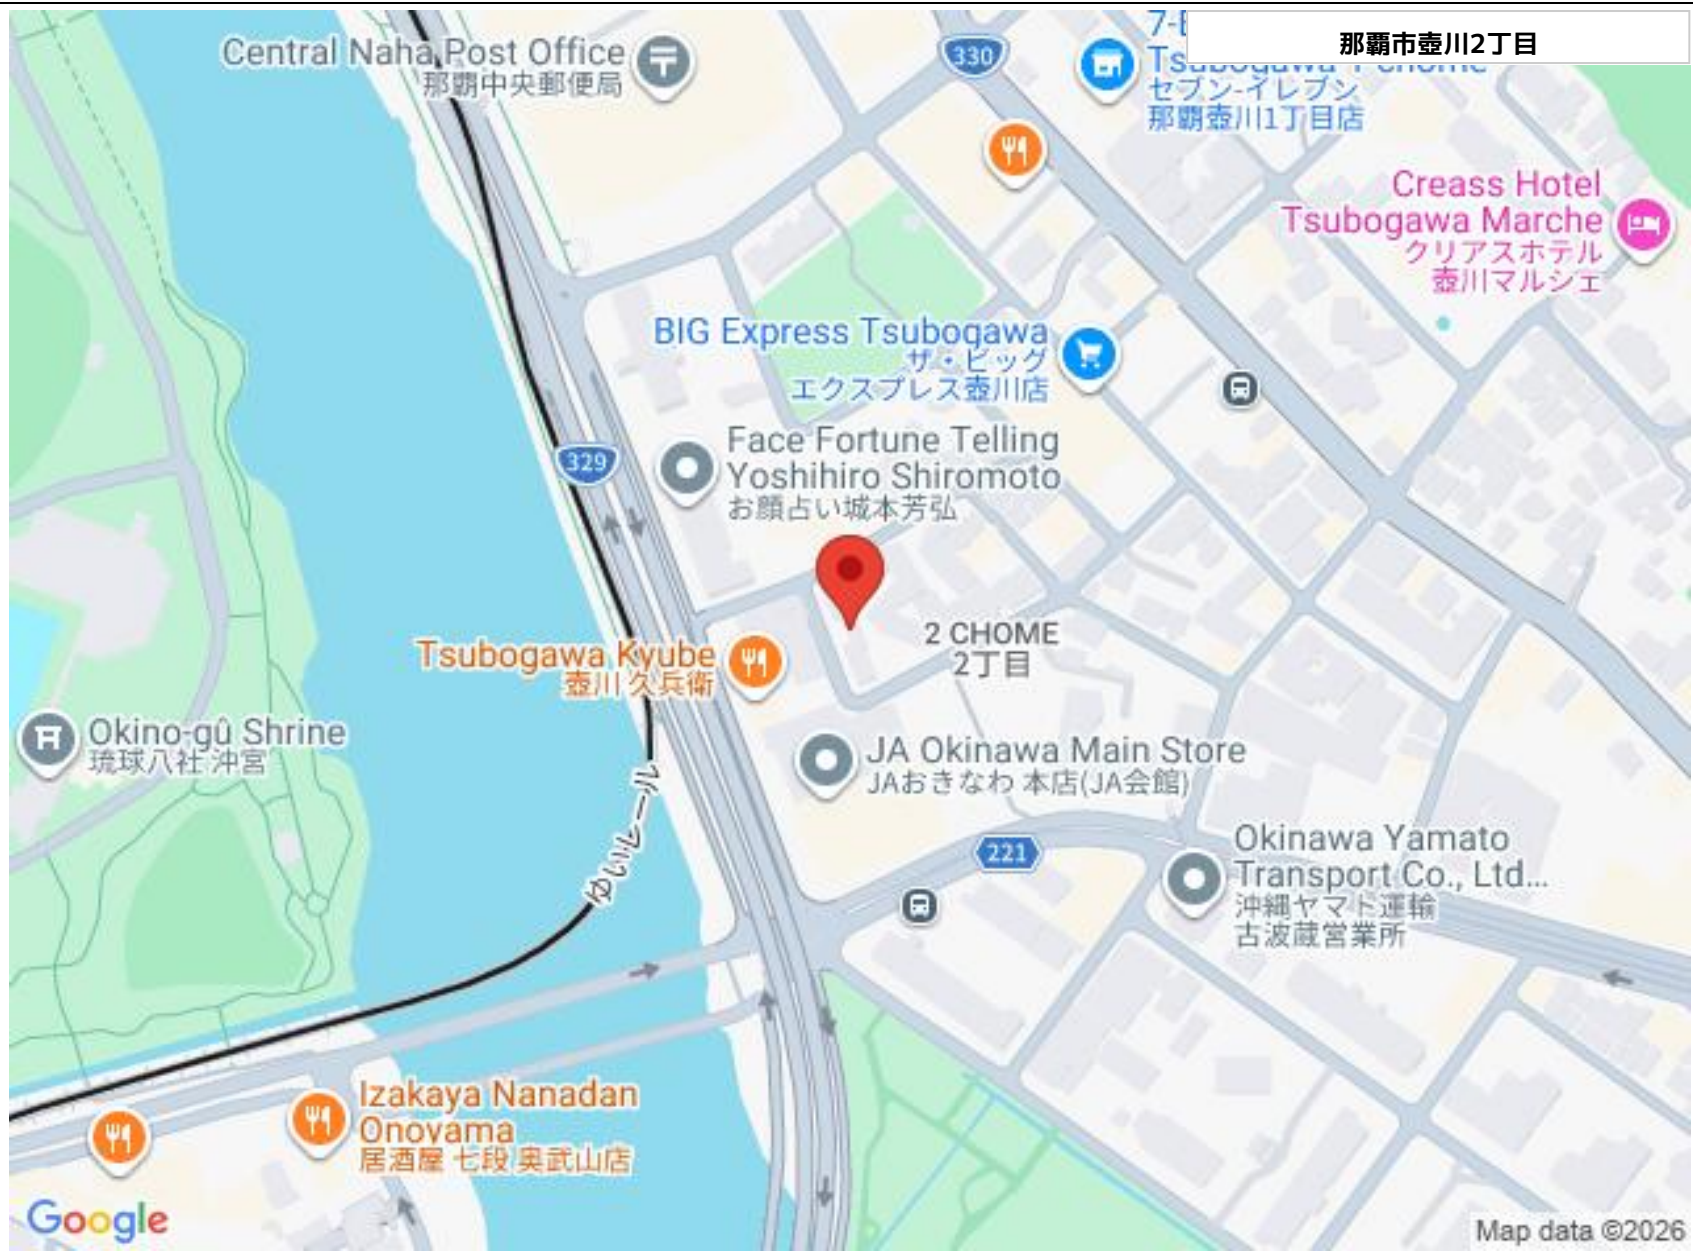 那覇市壺川2丁目
Central Naha Post Office
那覇中央郵便局
330
セブン-イレブン
那覇壺川1丁目店
Creass Hotel
Tsubogawa Marche
クリアスホテル
壺川マルシェ
BIG Express Tsubogawa
ザ・ビッグ
エクスプレス壺川店
Face Fortune Telling
Yoshihiro Shiromoto
お顔占い城本芳弘
329
2 CHOME
2丁目
Tsubogawa Kyube
壺川 久兵衛
Okino-gû Shrine
琉球八社 沖宮
JA Okinawa Main Store
JAおきなわ 本店(JA会館)
ゆいレール
221
Okinawa Yamato
Transport Co., Ltd...
沖縄ヤマト運輸
古波蔵営業所
Izakaya Nanadan
Onoyama
居酒屋 七段 奥武山店
Google
Map data ©2026